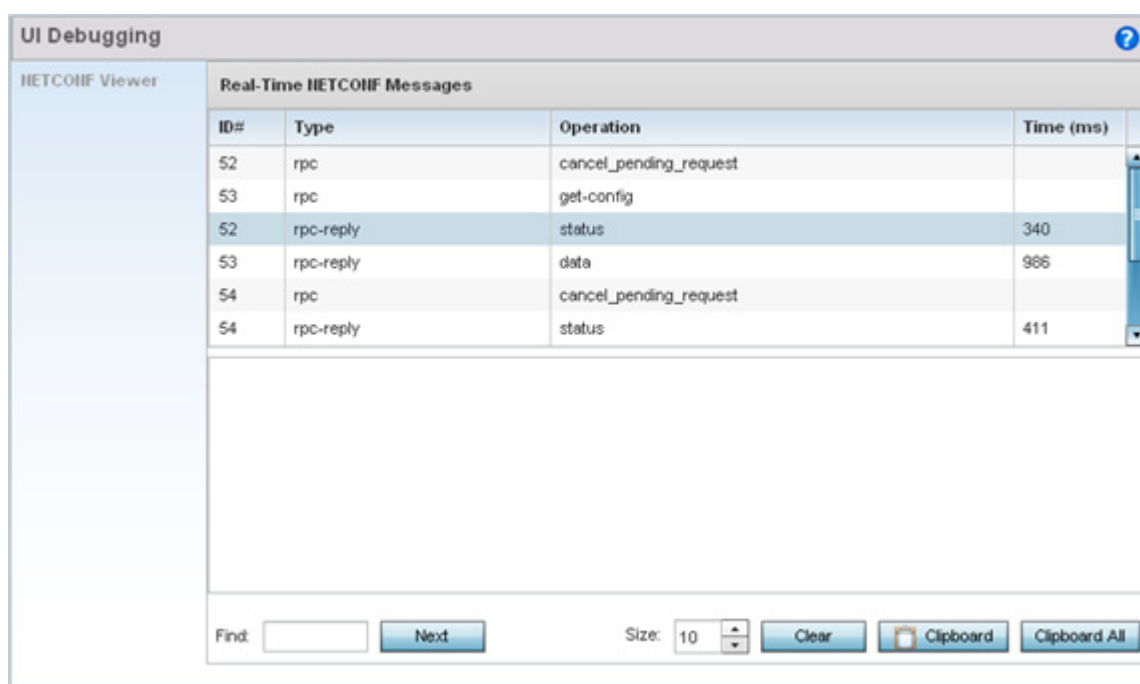 UI Debugging
?
NETCONF Viewer
Real-Time NETCONF Messages
ID# Type Operation Time (ms)
52 rpc cancel_pending_request
53 rpc get-config
52 rpc-reply status 340
53 rpc-reply data 986
54 rpc cancel_pending_request
54 rpc-reply status 411
Find: Next Size: 10 Clear Clipboard Clipboard All